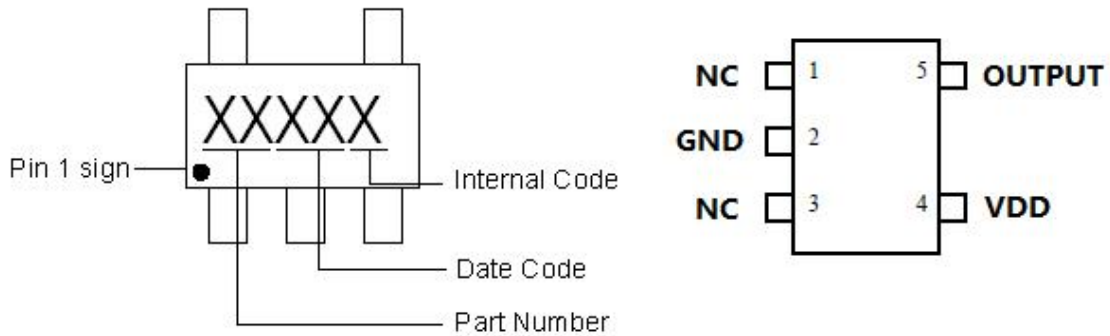 XXXXX
Pin 1 sign
Internal Code
Date Code
Part Number
NC 1 5 OUTPUT
GND 2
NC 3 4 VDD